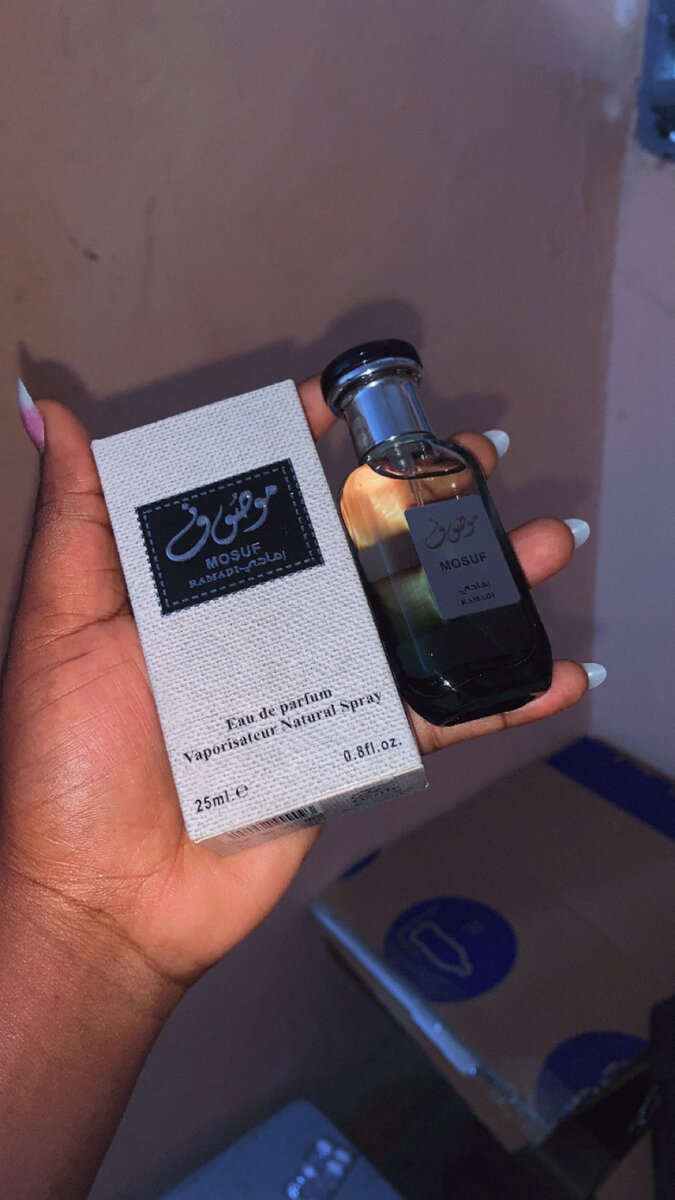 موصوف
MOSUF
رمادي
RAMADI
Eau de parfum
Vaporisateur Natural Spray
25ml.e
0.8fl.oz.
موصوف
MOSUF
رمادي
RAMADI